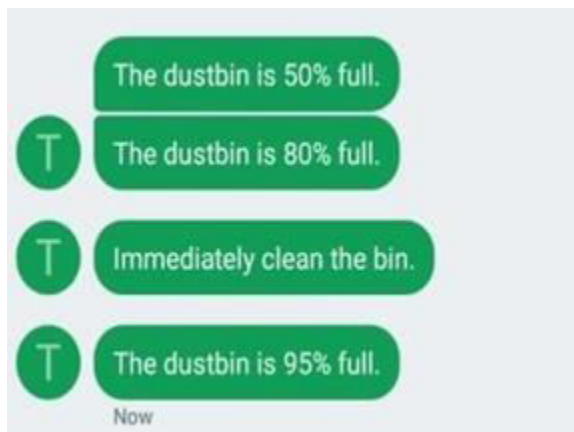 The dustbin is 50% full.
T
The dustbin is 80% full.
T
Immediately clean the bin.
T
The dustbin is 95% full.
Now